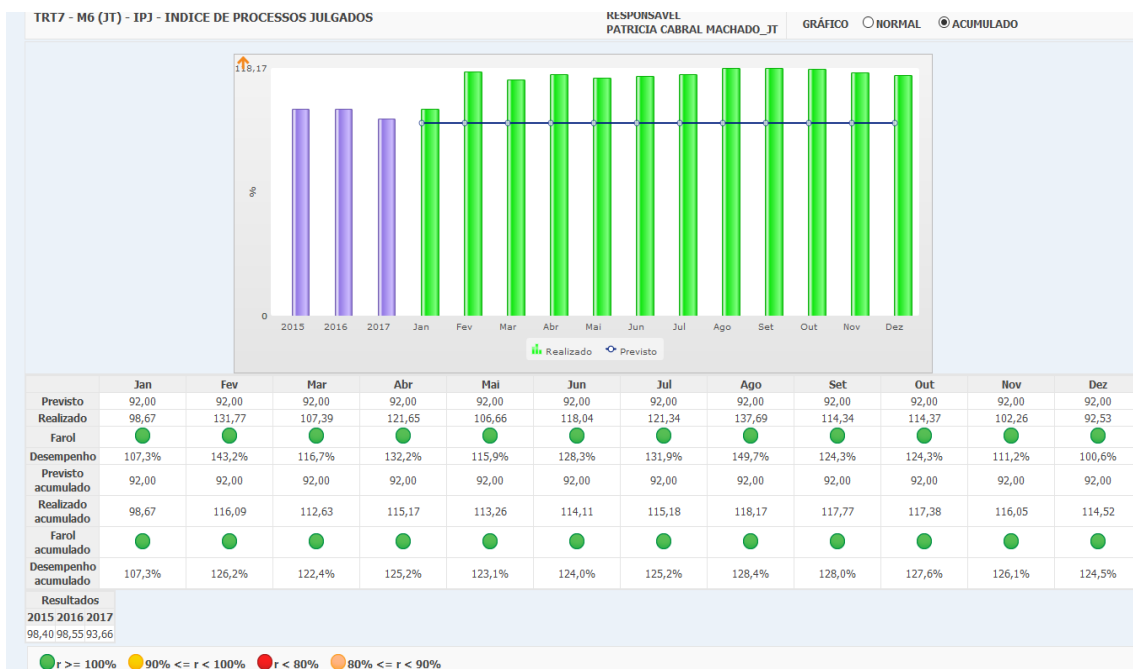 TRT7 - M6 (JT) - IPJ - INDICE DE PROCESSOS JULGADOS
RESPONSAVEL
PATRICIA CABRAL MACHADO_JT
GRÁFICO NORMAL ACUMULADO
118,17
%
0
2015 2016 2017 Jan Fev Mar Abr Mai Jun Jul Ago Set Out Nov Dez
Realizado Previsto
Jan Fev Mar Abr Mai Jun Jul Ago Set Out Nov Dez
Previsto 92,00 92,00 92,00 92,00 92,00 92,00 92,00 92,00 92,00 92,00 92,00 92,00
Realizado 98,67 131,77 107,39 121,65 106,66 118,04 121,34 137,69 114,34 114,37 102,26 92,53
Farol
Desempenho 107,3% 143,2% 116,7% 132,2% 115,9% 128,3% 131,9% 149,7% 124,3% 124,3% 111,2% 100,6%
Previsto
acumulado 92,00 92,00 92,00 92,00 92,00 92,00 92,00 92,00 92,00 92,00 92,00 92,00
Realizado
acumulado 98,67 116,09 112,63 115,17 113,26 114,11 115,18 118,17 117,77 117,38 116,05 114,52
Farol
acumulado
Desempenho
acumulado 107,3% 126,2% 122,4% 125,2% 123,1% 124,0% 125,2% 128,4% 128,0% 127,6% 126,1% 124,5%
Resultados
2015 2016 2017
98,40 98,55 93,66
r >= 100% 90% <= r < 100% r < 80% 80% <= r < 90%